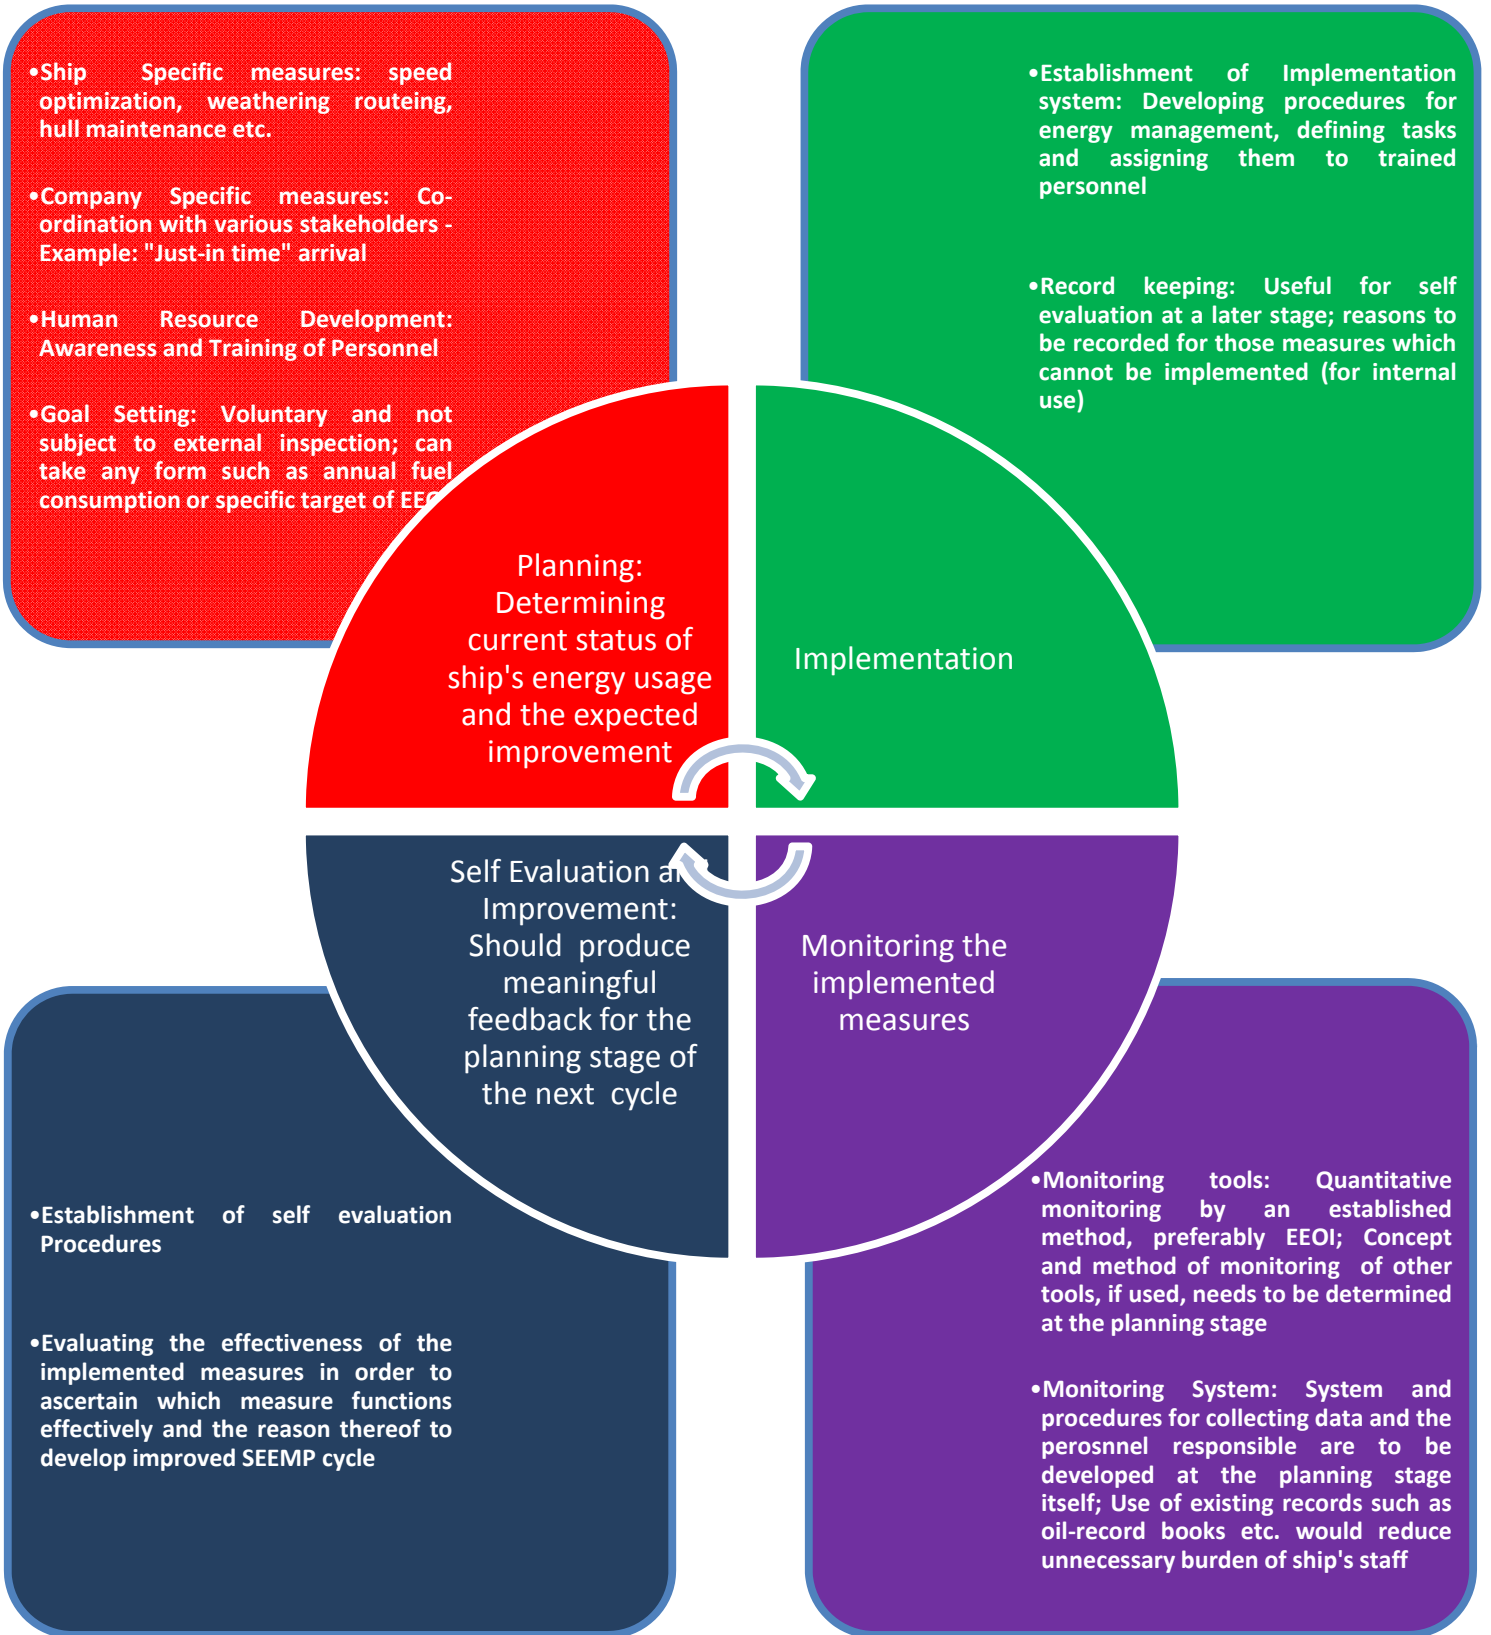 •Ship Specific measures: speed
optimization, weathering routeing,
hull maintenance etc.
•Company Specific measures: Co-
ordination with various stakeholders -
Example: "Just-in time" arrival
•Human Resource Development:
Awareness and Training of Personnel
•Goal Setting: Voluntary and not
subject to external inspection; can
take any form such as annual fuel
consumption or specific target of
•Establishment of Implementation
system: Developing procedures for
energy management, defining tasks
and assigning them to trained
personnel
•Record keeping: Useful for self
evaluation at a later stage; reasons to
be recorded for those measures which
cannot be implemented (for internal
use)
Planning:
Determining
current status of
ship's energy usage
and the expected
improvement
Implementation
Self Evaluation
Improvement:
Should produce
meaningful
feedback for the
planning stage of
the next cycle
Monitoring the
implemented
measures
•Establishment of self evaluation
Procedures
•Evaluating the effectiveness of the
implemented measures in order to
ascertain which measure functions
effectively and the reason thereof to
develop improved SEEMP cycle
•Monitoring tools: Quantitative
monitoring by an established
method, preferably EEOI; Concept
and method of monitoring of other
tools, if used, needs to be determined
at the planning stage
•Monitoring System: System and
procedures for collecting data and the
perosnnel responsible are to be
developed at the planning stage
itself; Use of existing records such as
oil-record books etc. would reduce
unnecessary burden of ship's staff